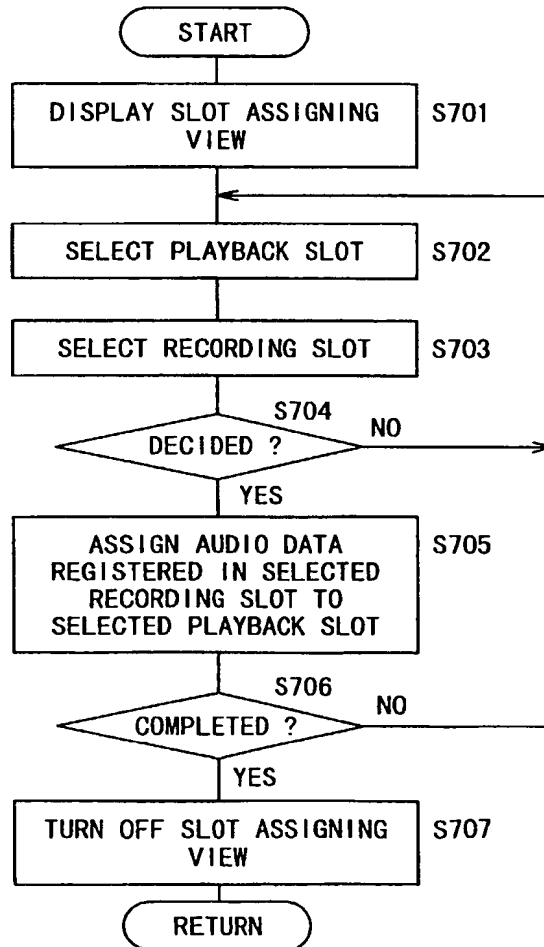 START
DISPLAY SLOT ASSIGNING
VIEW
S701
SELECT PLAYBACK SLOT
S702
SELECT RECORDING SLOT
S703
S704
DECIDED ?
NO
YES
ASSIGN AUDIO DATA
REGISTERED IN SELECTED
RECORDING SLOT TO
SELECTED PLAYBACK SLOT
S705
S706
COMPLETED ?
NO
YES
TURN OFF SLOT ASSIGNING
VIEW
S707
RETURN